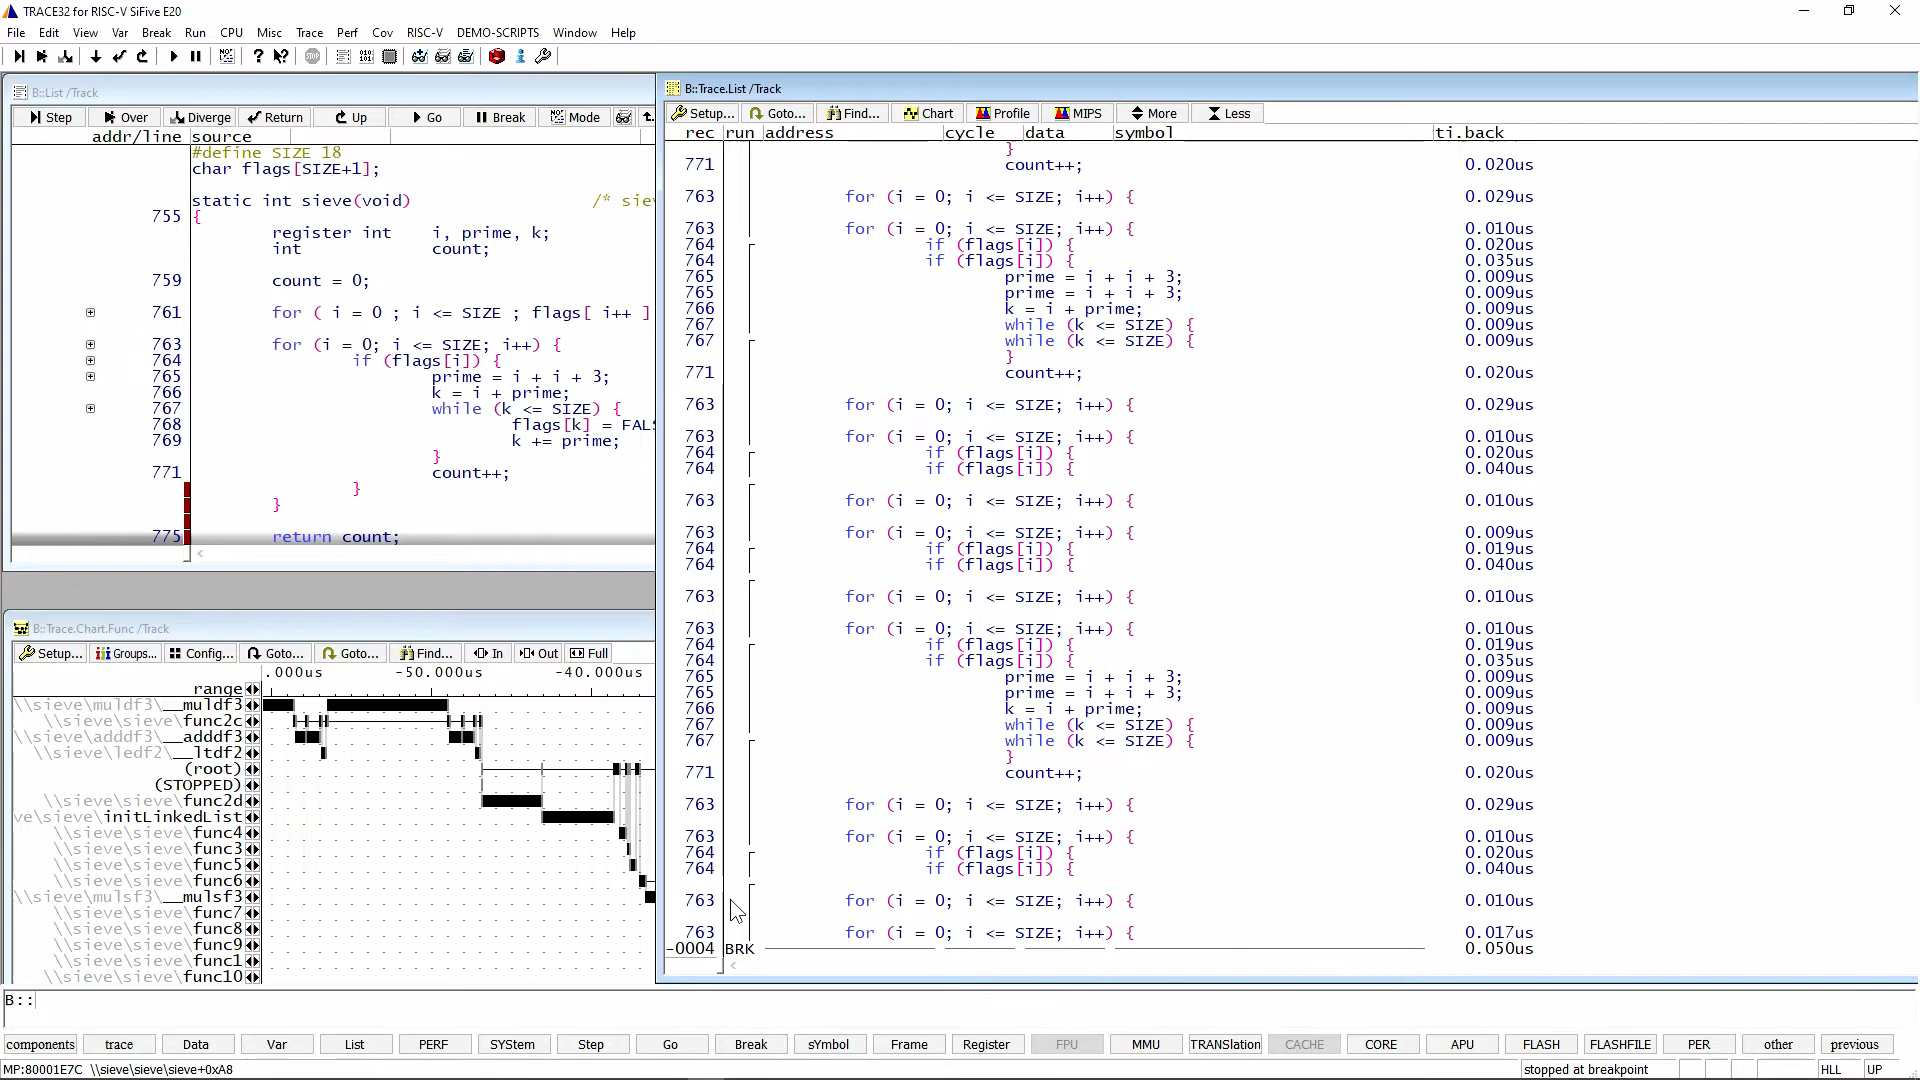 TRACE32 for RISC-V SiFive E20
File Edit View Var Break Run CPU Misc Trace Perf Cov RISC-V DEMO-SCRIPTS Window Help
B::List /Track
Step Over Diverge Return Up Go Break Mode
addr/line source
#define SIZE 18
char flags[SIZE+1];
static int sieve(void) /* siev
755 {
register int i, prime, k;
int count;
759 count = 0;
761 for ( i = 0 ; i <= SIZE ; flags[ i++ ]
763 for (i = 0; i <= SIZE; i++) {
764 if (flags[i]) {
765 prime = i + i + 3;
766 k = i + prime;
767 while (k <= SIZE) {
768 flags[k] = FALS
769 k += prime;
}
771 count++;
}
}
775 return count;
B::Trace.Chart.Func /Track
Setup... Groups... Config... Goto... Goto... Find... In Out Full
.000us -50.000us -40.000us
range
\\sieve\muldf3\__muldf3
\\sieve\sieve\func2c
\\sieve\adddf3\__adddf3
\\sieve\ledf2\__ltdf2
(root)
(STOPPED)
\\sieve\sieve\func2d
ve\sieve\initLinkedList
\\sieve\sieve\func4
\\sieve\sieve\func3
\\sieve\sieve\func5
\\sieve\sieve\func6
\\sieve\mulsf3\__mulsf3
\\sieve\sieve\func7
\\sieve\sieve\func8
\\sieve\sieve\func9
\\sieve\sieve\func1
\\sieve\sieve\func10
B::Trace.List /Track
Setup... Goto... Find... Chart Profile MIPS More Less
rec run address cycle data symbol ti.back
}
771 count++; 0.020us
763 for (i = 0; i <= SIZE; i++) { 0.029us
763 for (i = 0; i <= SIZE; i++) { 0.010us
764 if (flags[i]) { 0.020us
764 if (flags[i]) { 0.035us
765 prime = i + i + 3; 0.009us
765 prime = i + i + 3; 0.009us
766 k = i + prime; 0.009us
767 while (k <= SIZE) { 0.009us
767 while (k <= SIZE) { 0.009us
}
771 count++; 0.020us
763 for (i = 0; i <= SIZE; i++) { 0.029us
763 for (i = 0; i <= SIZE; i++) { 0.010us
764 if (flags[i]) { 0.020us
764 if (flags[i]) { 0.040us
763 for (i = 0; i <= SIZE; i++) { 0.010us
763 for (i = 0; i <= SIZE; i++) { 0.009us
764 if (flags[i]) { 0.019us
764 if (flags[i]) { 0.040us
763 for (i = 0; i <= SIZE; i++) { 0.010us
763 for (i = 0; i <= SIZE; i++) { 0.010us
764 if (flags[i]) { 0.019us
764 if (flags[i]) { 0.035us
765 prime = i + i + 3; 0.009us
765 prime = i + i + 3; 0.009us
766 k = i + prime; 0.009us
767 while (k <= SIZE) { 0.009us
767 while (k <= SIZE) { 0.009us
}
771 count++; 0.020us
763 for (i = 0; i <= SIZE; i++) { 0.029us
763 for (i = 0; i <= SIZE; i++) { 0.010us
764 if (flags[i]) { 0.020us
764 if (flags[i]) { 0.040us
763 for (i = 0; i <= SIZE; i++) { 0.010us
763 for (i = 0; i <= SIZE; i++) { 0.017us
-0004 BRK 0.050us
B::
components trace Data Var List PERF SYStem Step Go Break sYmbol Frame Register FPU MMU TRANSlation CACHE CORE APU FLASH FLASHFILE PER other previous
MP:80001E7C \\sieve\sieve\sieve+0xA8 stopped at breakpoint HLL UP